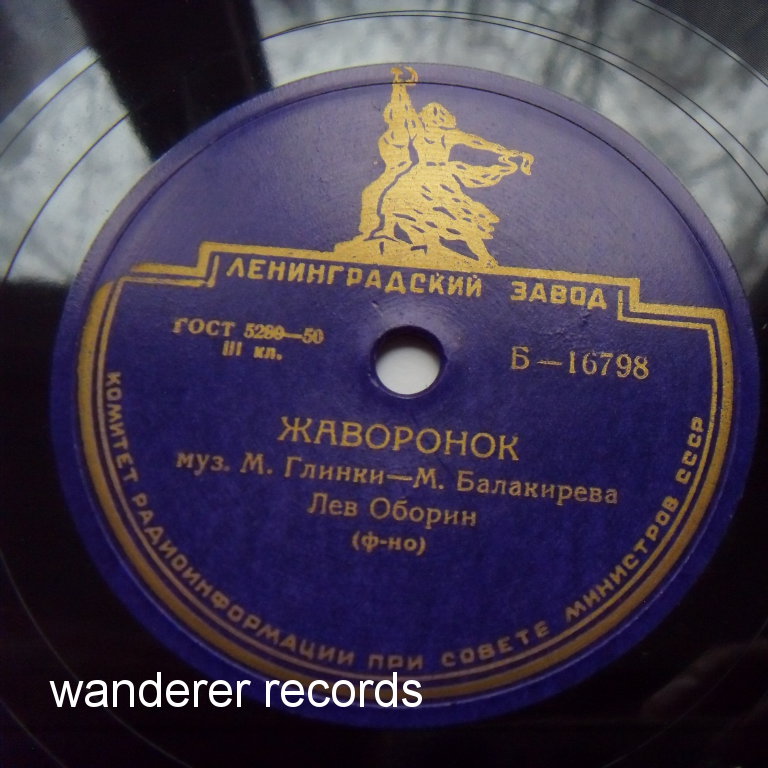 ЛЕНИНГРАДСКИЙ ЗАВОД
ГОСТ 5290—50
III кл.
Б—16798
ЖАВОРОНОК
муз. М. Глинки—М. Балакирева
Лев Оборин
(ф-но)
КОМИТЕТ РАДИОИНФОРМАЦИИ ПРИ СОВЕТЕ МИНИСТРОВ СССР
wanderer records